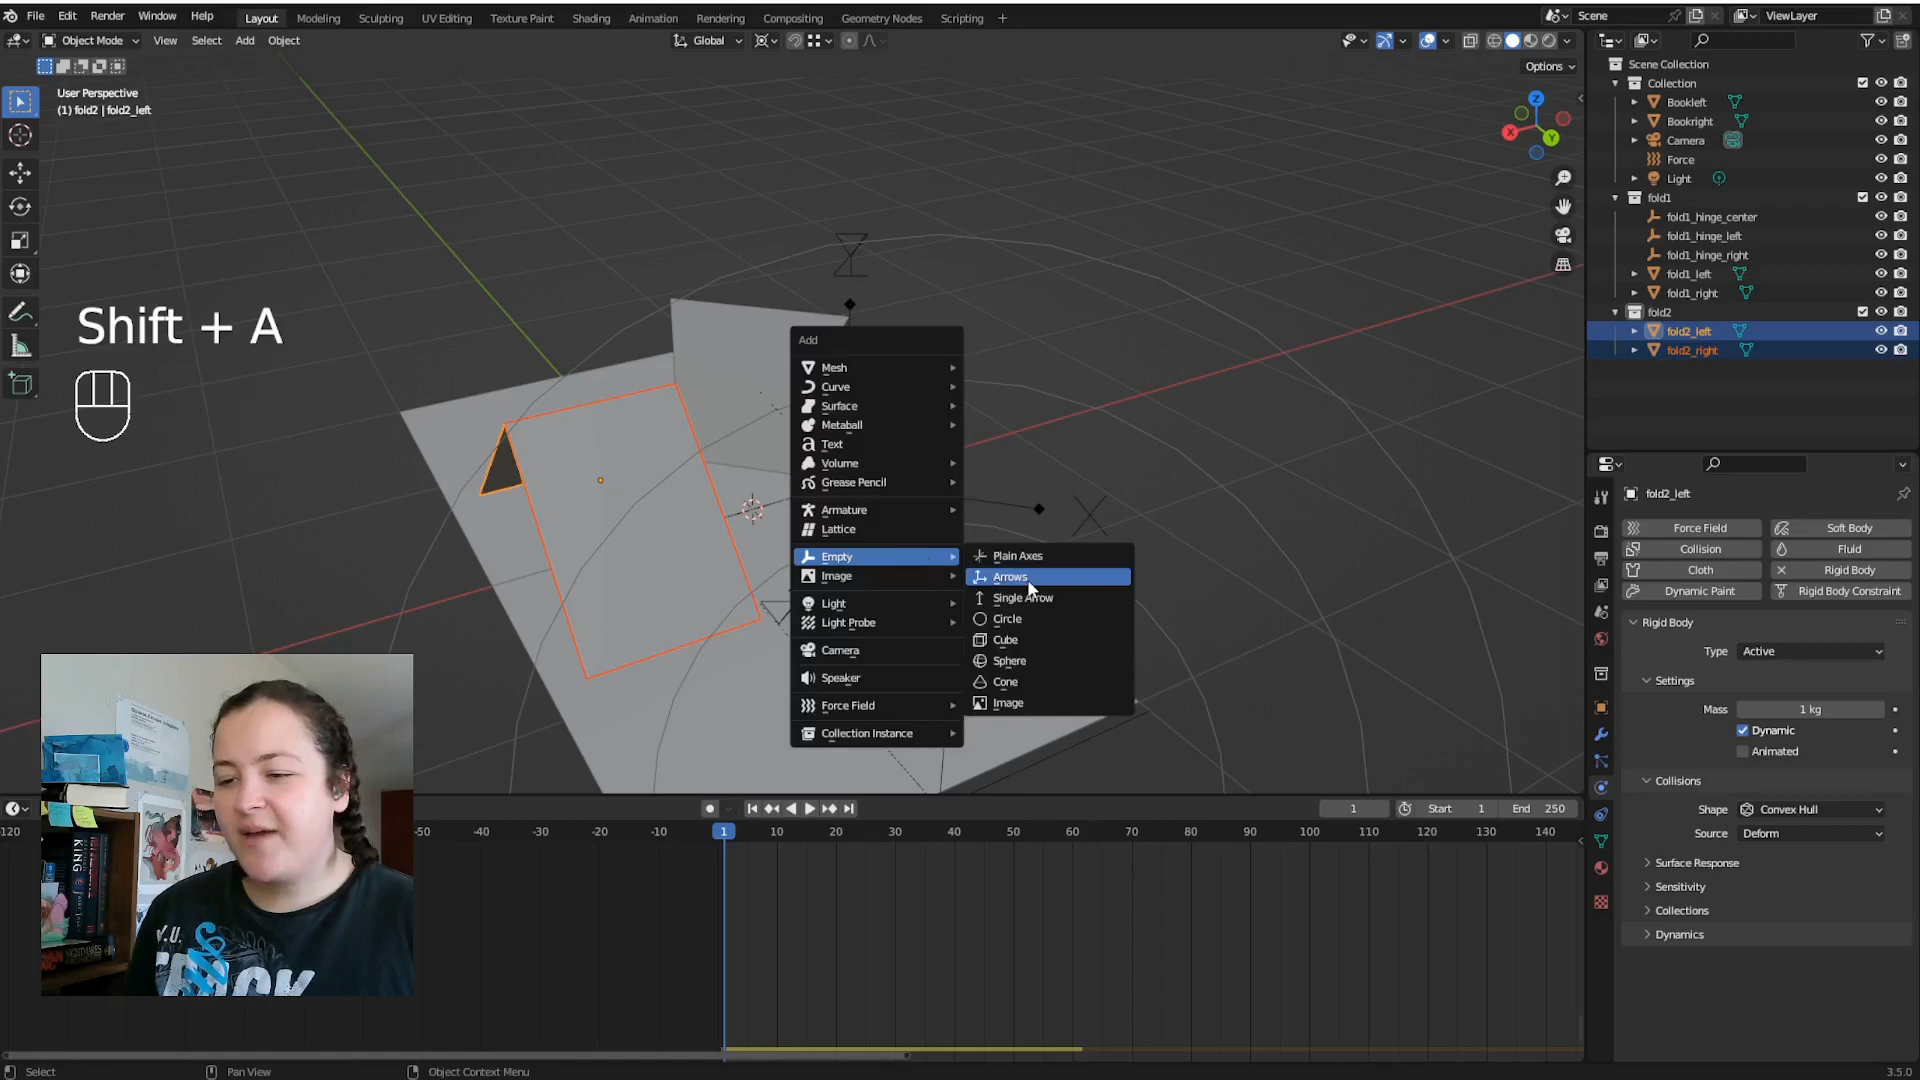 File Edit Render Window Help Layout Modeling Sculpting UV Editing Texture Paint Shading Animation Rendering Compositing Geometry Nodes Scripting + Scene ViewLayer
Object Mode View Select Add Object Global
Options
User Perspective
(1) fold2 | fold2_left
Z
X
Y
Shift + A
Add
Mesh
Curve
Surface
Metaball
Text
Volume
Grease Pencil
Armature
Lattice
Empty
Image
Light
Light Probe
Camera
Speaker
Force Field
Collection Instance
Plain Axes
Arrows
Single Arrow
Circle
Cube
Sphere
Cone
Image
Scene Collection
Collection
Bookleft
Bookright
Camera
Force
Light
fold1
fold1_hinge_center
fold1_hinge_left
fold1_hinge_right
fold1_left
fold1_right
fold2
fold2_left
fold2_right
fold2_left
Force Field Soft Body
Collision Fluid
Cloth Rigid Body
Dynamic Paint Rigid Body Constraint
Rigid Body
Type Active
Settings
Mass 1 kg
Dynamic
Animated
Collisions
Shape Convex Hull
Source Deform
Surface Response
Sensitivity
Collections
Dynamics
1 Start 1 End 250
-120 -50 -40 -30 -20 -10 1 10 20 30 40 50 60 70 80 90 100 110 120 130 140
KING
Select Pan View Object Context Menu 3.5.0